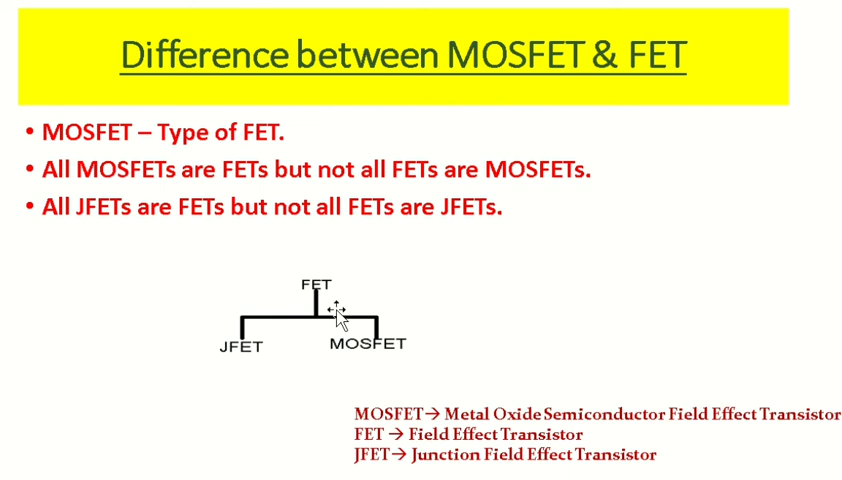 Difference between MOSFET & FET
• MOSFET – Type of FET.
• All MOSFETs are FETs but not all FETs are MOSFETs.
• All JFETs are FETs but not all FETs are JFETs.
FET
JFET
MOSFET
MOSFET→ Metal Oxide Semiconductor Field Effect Transistor
FET → Field Effect Transistor
JFET→ Junction Field Effect Transistor